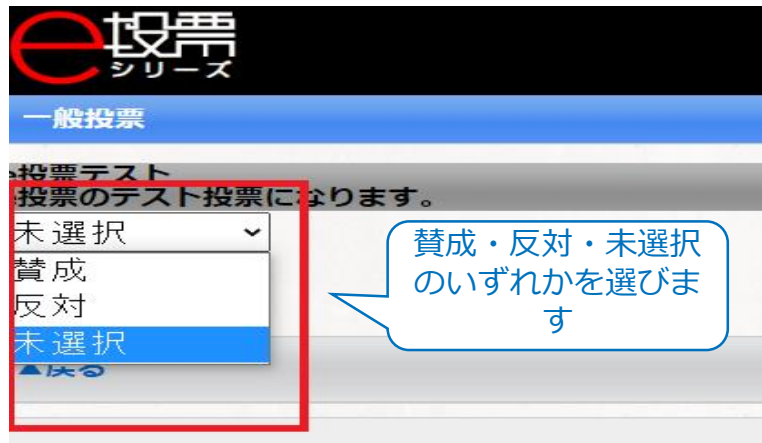 e投票
シリーズ
一般投票
投票テスト
投票のテスト投票になります。
未選択
賛成
反対
未選択
▲戻る
賛成・反対・未選択
のいずれかを選びま
す